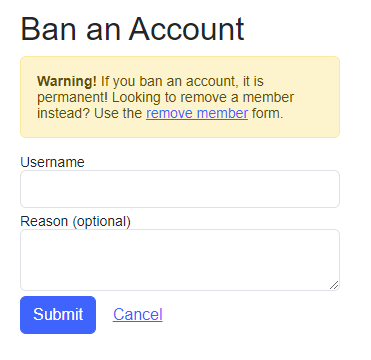 Ban an Account
Warning! If you ban an account, it is
permanent! Looking to remove a member
instead? Use the remove member form.
Username
Reason (optional)
Submit Cancel